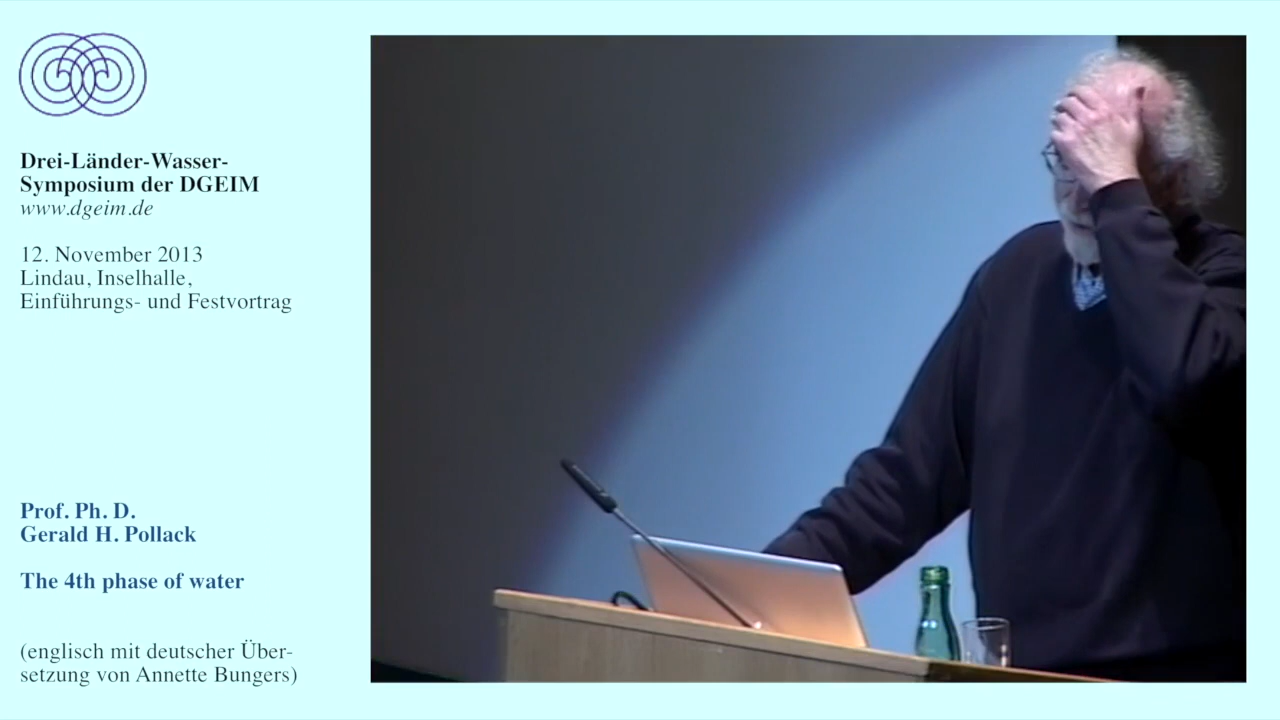 Drei-Länder-Wasser-
Symposium der DGEIM
www.dgeim.de
12. November 2013
Lindau, Inselhalle,
Einführungs- und Festvortrag
Prof. Ph. D.
Gerald H. Pollack
The 4th phase of water
(englisch mit deutscher Über-
setzung von Annette Bungers)